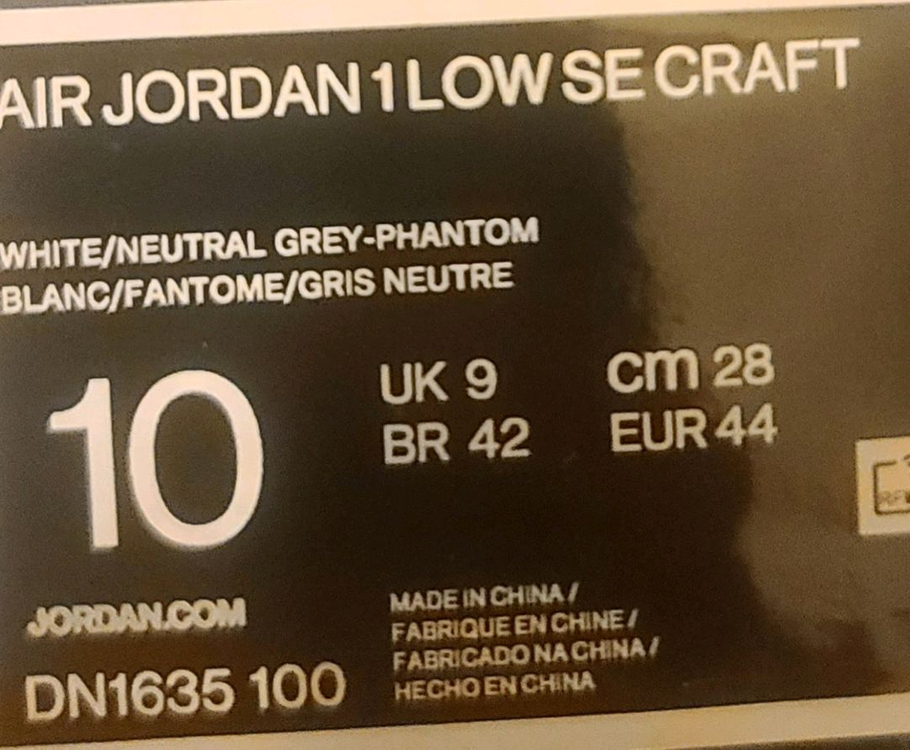 AIR JORDAN 1 LOW SE CRAFT
WHITE/NEUTRAL GREY-PHANTOM
BLANC/FANTOME/GRIS NEUTRE
10
UK 9
cm 28
BR 42
EUR 44
JORDAN.COM
DN1635 100
MADE IN CHINA /
FABRIQUE EN CHINE /
FABRICADO NA CHINA /
HECHO EN CHINA